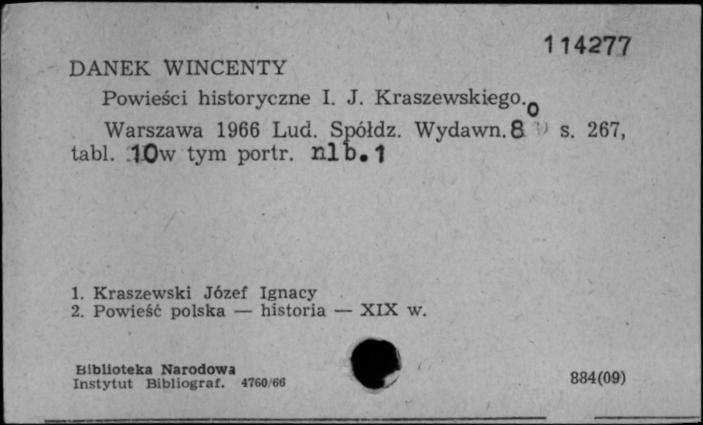 114277
DANEK WINCENTY
Powieści historyczne I. J. Kraszewskiego.
Warszawa 1966 Lud. Spółdz. Wydawn. 8⁰ s. 267,
tabl. 10 w tym portr. nlb. 1
1. Kraszewski Józef Ignacy
2. Powieść polska — historia — XIX w.
Biblioteka Narodowa
Instytut Bibliograf. 4760/66
884(09)